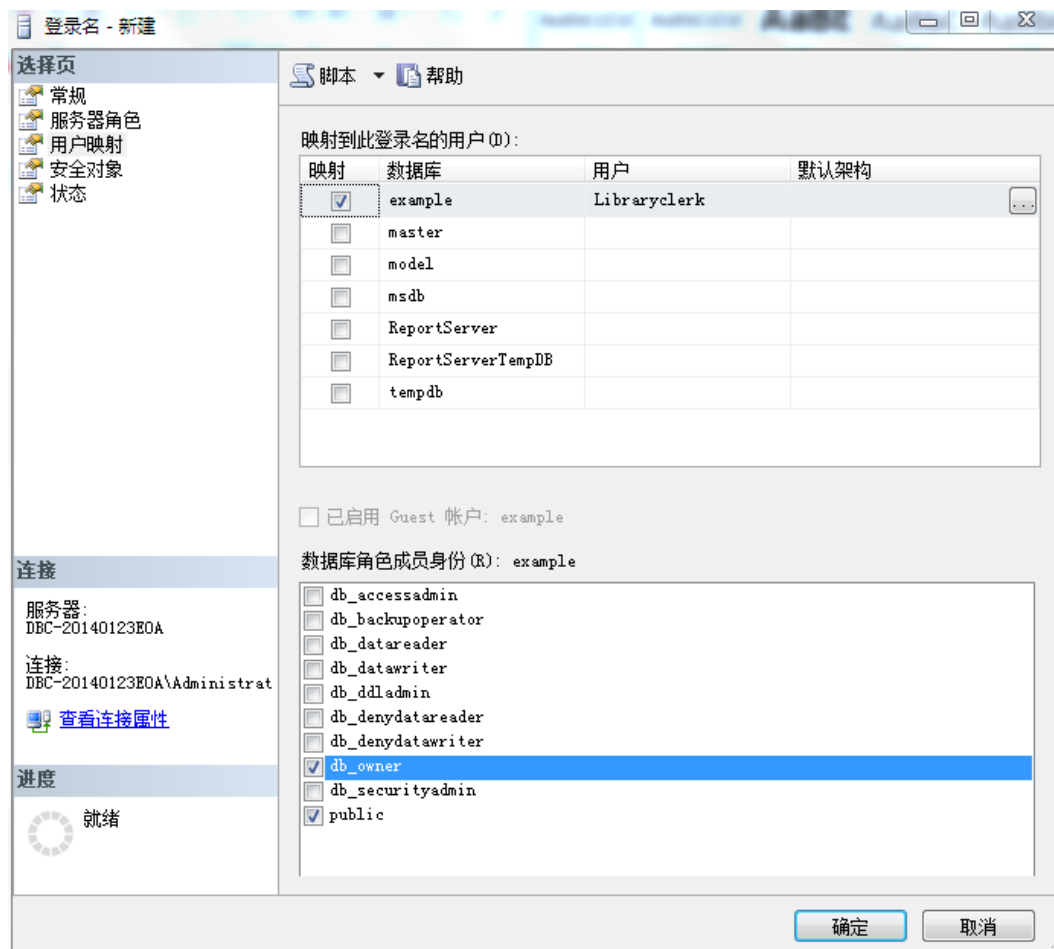 登录名 - 新建
选择页
常规
服务器角色
用户映射
安全对象
状态
脚本 帮助
映射到此登录名的用户(D):
映射 数据库 用户 默认架构
example Libraryclerk ...
master
model
msdb
ReportServer
ReportServerTempDB
tempdb
已启用 Guest 帐户: example
数据库角色成员身份(R): example
db_accessadmin
db_backupoperator
db_datareader
db_datawriter
db_ddladmin
db_denydatareader
db_denydatawriter
db_owner
db_securityadmin
public
连接
服务器:
DBC-20140123E0A
连接:
DBC-20140123E0A\Administrat
查看连接属性
进度
就绪
确定 取消